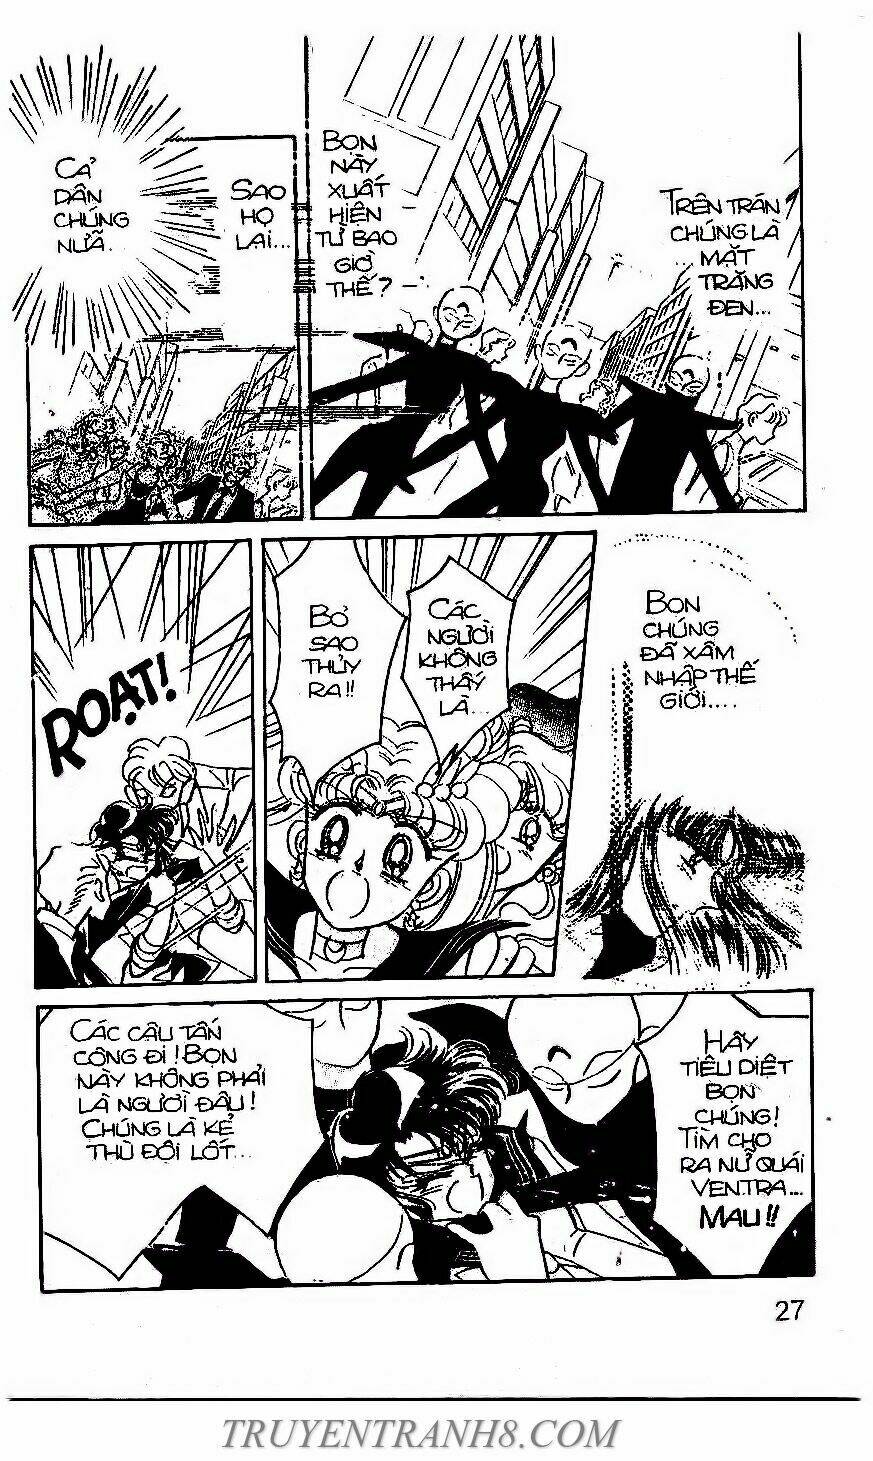 TRÊN TRÁN
CHÚNG LÀ
... MẶT
TRĂNG
ĐEN...
BỌN
NÀY
XUẤT
HIỆN
TỪ BAO
GIỜ
THẾ?
SAO
HỌ
LẠI...
CẢ
DÂN
CHÚNG
NỮA.
BỌN
CHÚNG
ĐÃ XÂM
NHẬP THẾ
GIỚI....
CÁC
NGƯƠI
KHÔNG
THẤY
LÀ...
BỎ
SAO
THỦY
RA!!
ROẠT!
HÃY
TIÊU DIỆT
BỌN
CHÚNG!
TÌM CHO
RA NỮ QUÁI
VENTRA...
MAU!!
CÁC CẬU TẤN
CÔNG ĐI! BỌN
NÀY KHÔNG PHẢI
LÀ NGƯỜI ĐÂU!
CHÚNG LÀ KẺ
THÙ ĐỘI LỐT...
27
TRUYENTRANH8.COM